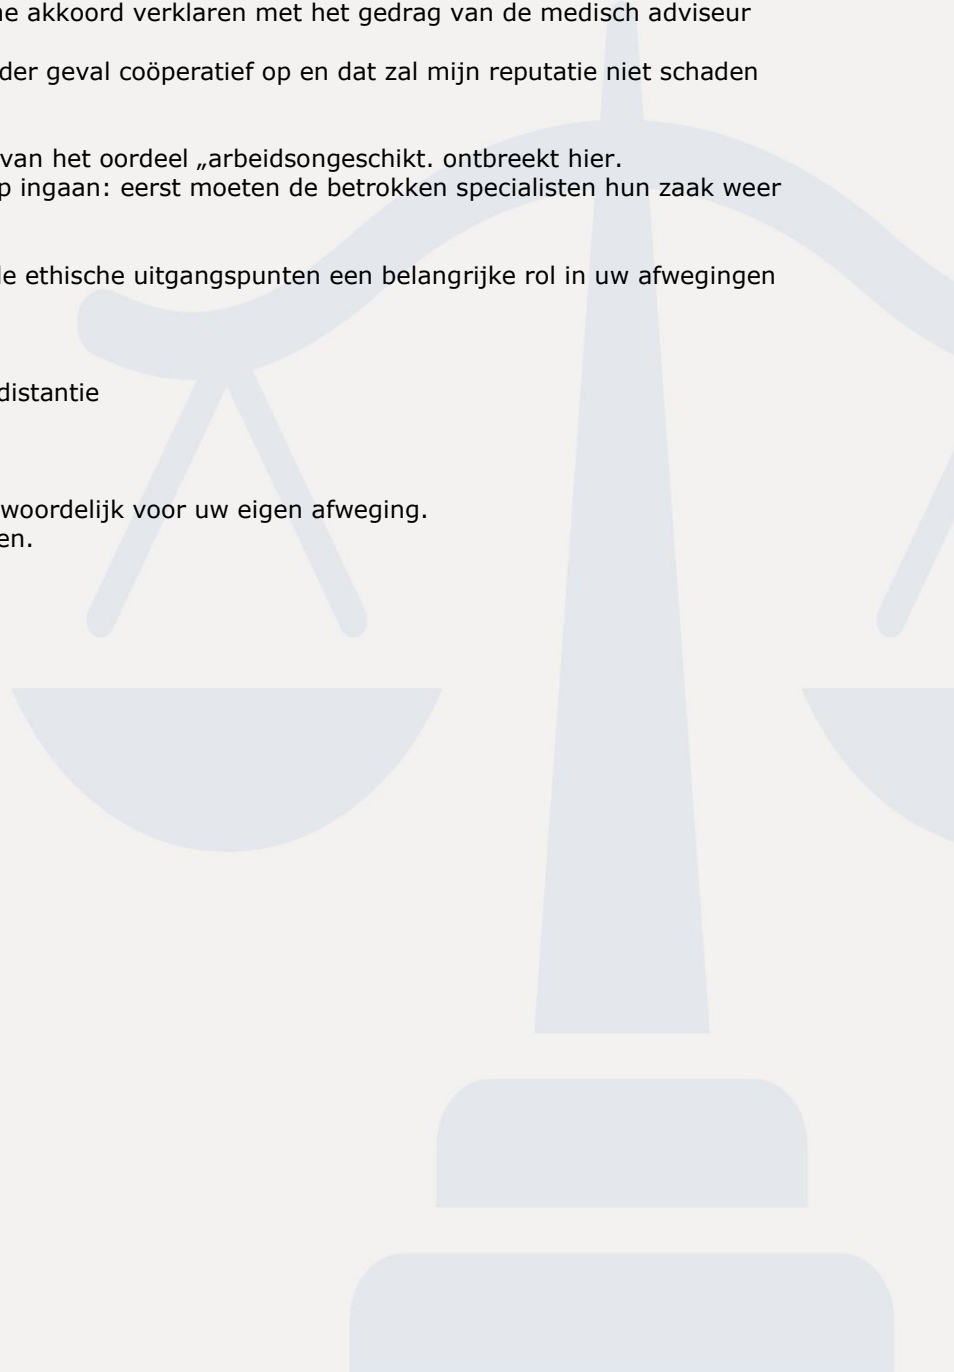 e akkoord verklaren met het gedrag van de medisch adviseur
der geval coöperatief op en dat zal mijn reputatie niet schaden
van het oordeel „arbeidsongeschikt. ontbreekt hier.
p ingaan: eerst moeten de betrokken specialisten hun zaak weer
le ethische uitgangspunten een belangrijke rol in uw afwegingen
distantie
woordelijk voor uw eigen afweging.
en.